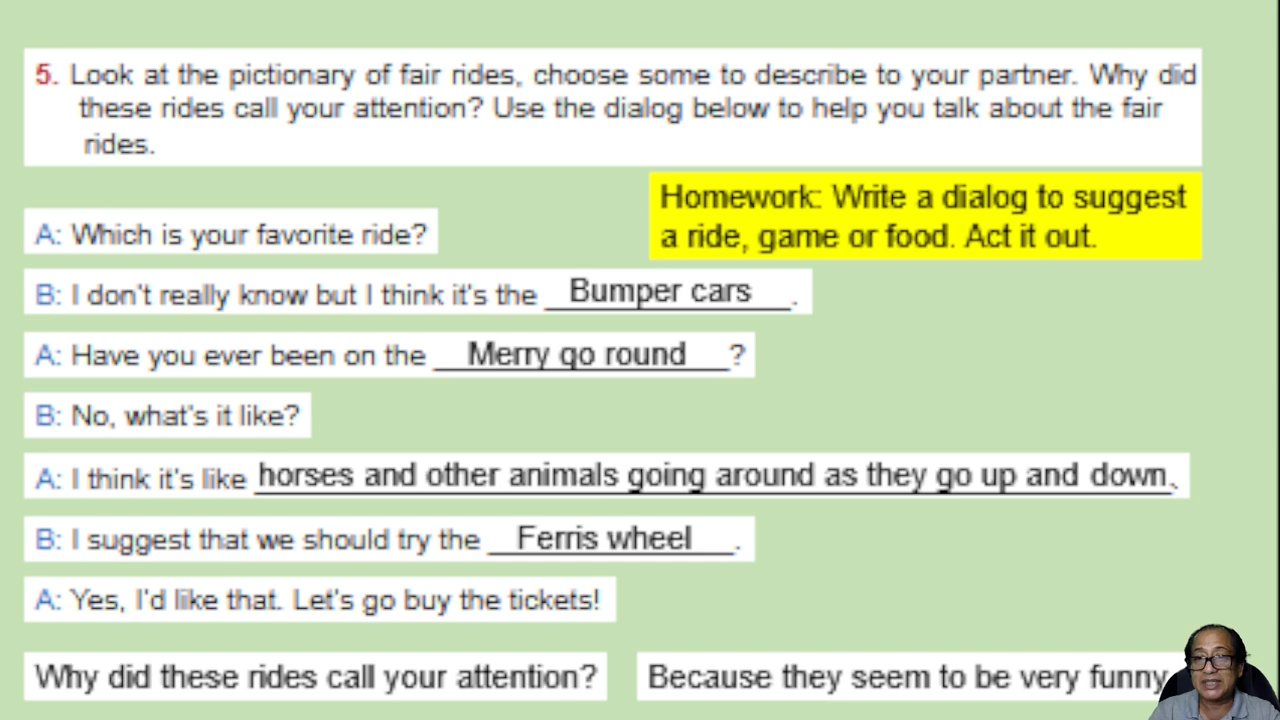 5. Look at the pictionary of fair rides, choose some to describe to your partner. Why did
these rides call your attention? Use the dialog below to help you talk about the fair
rides.
Homework: Write a dialog to suggest
a ride, game or food. Act it out.
A: Which is your favorite ride?
B: I don't really know but I think it's the Bumper cars.
A: Have you ever been on the Merry go round?
B: No, what's it like?
A: I think it's like horses and other animals going around as they go up and down.
B: I suggest that we should try the Ferris wheel.
A: Yes, I'd like that. Let's go buy the tickets!
Why did these rides call your attention?
Because they seem to be very funny